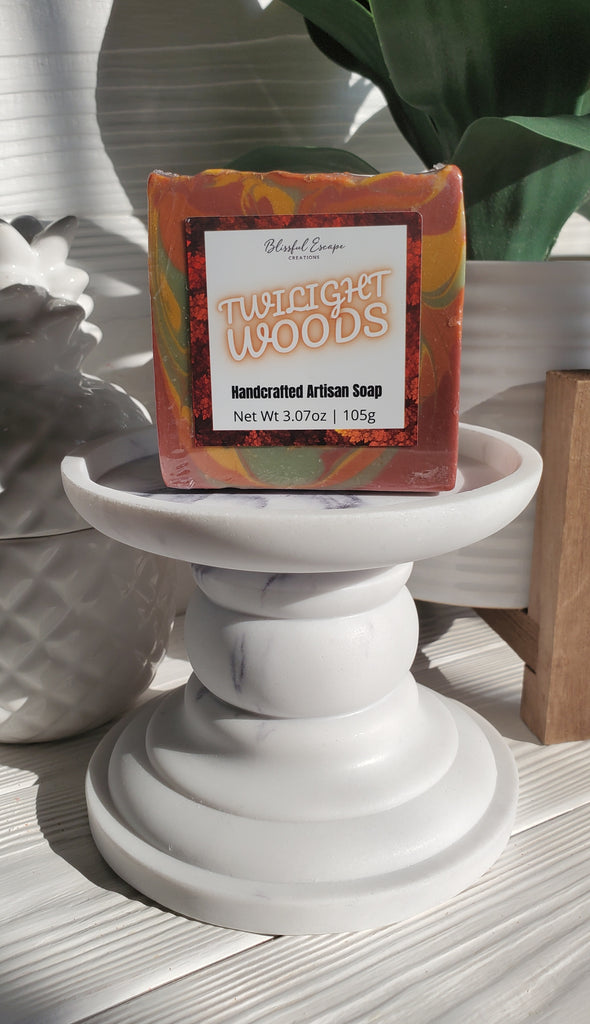 Blissful Escape
CREATIONS
TWILIGHT
WOODS
Handcrafted Artisan Soap
Net Wt 3.07oz | 105g